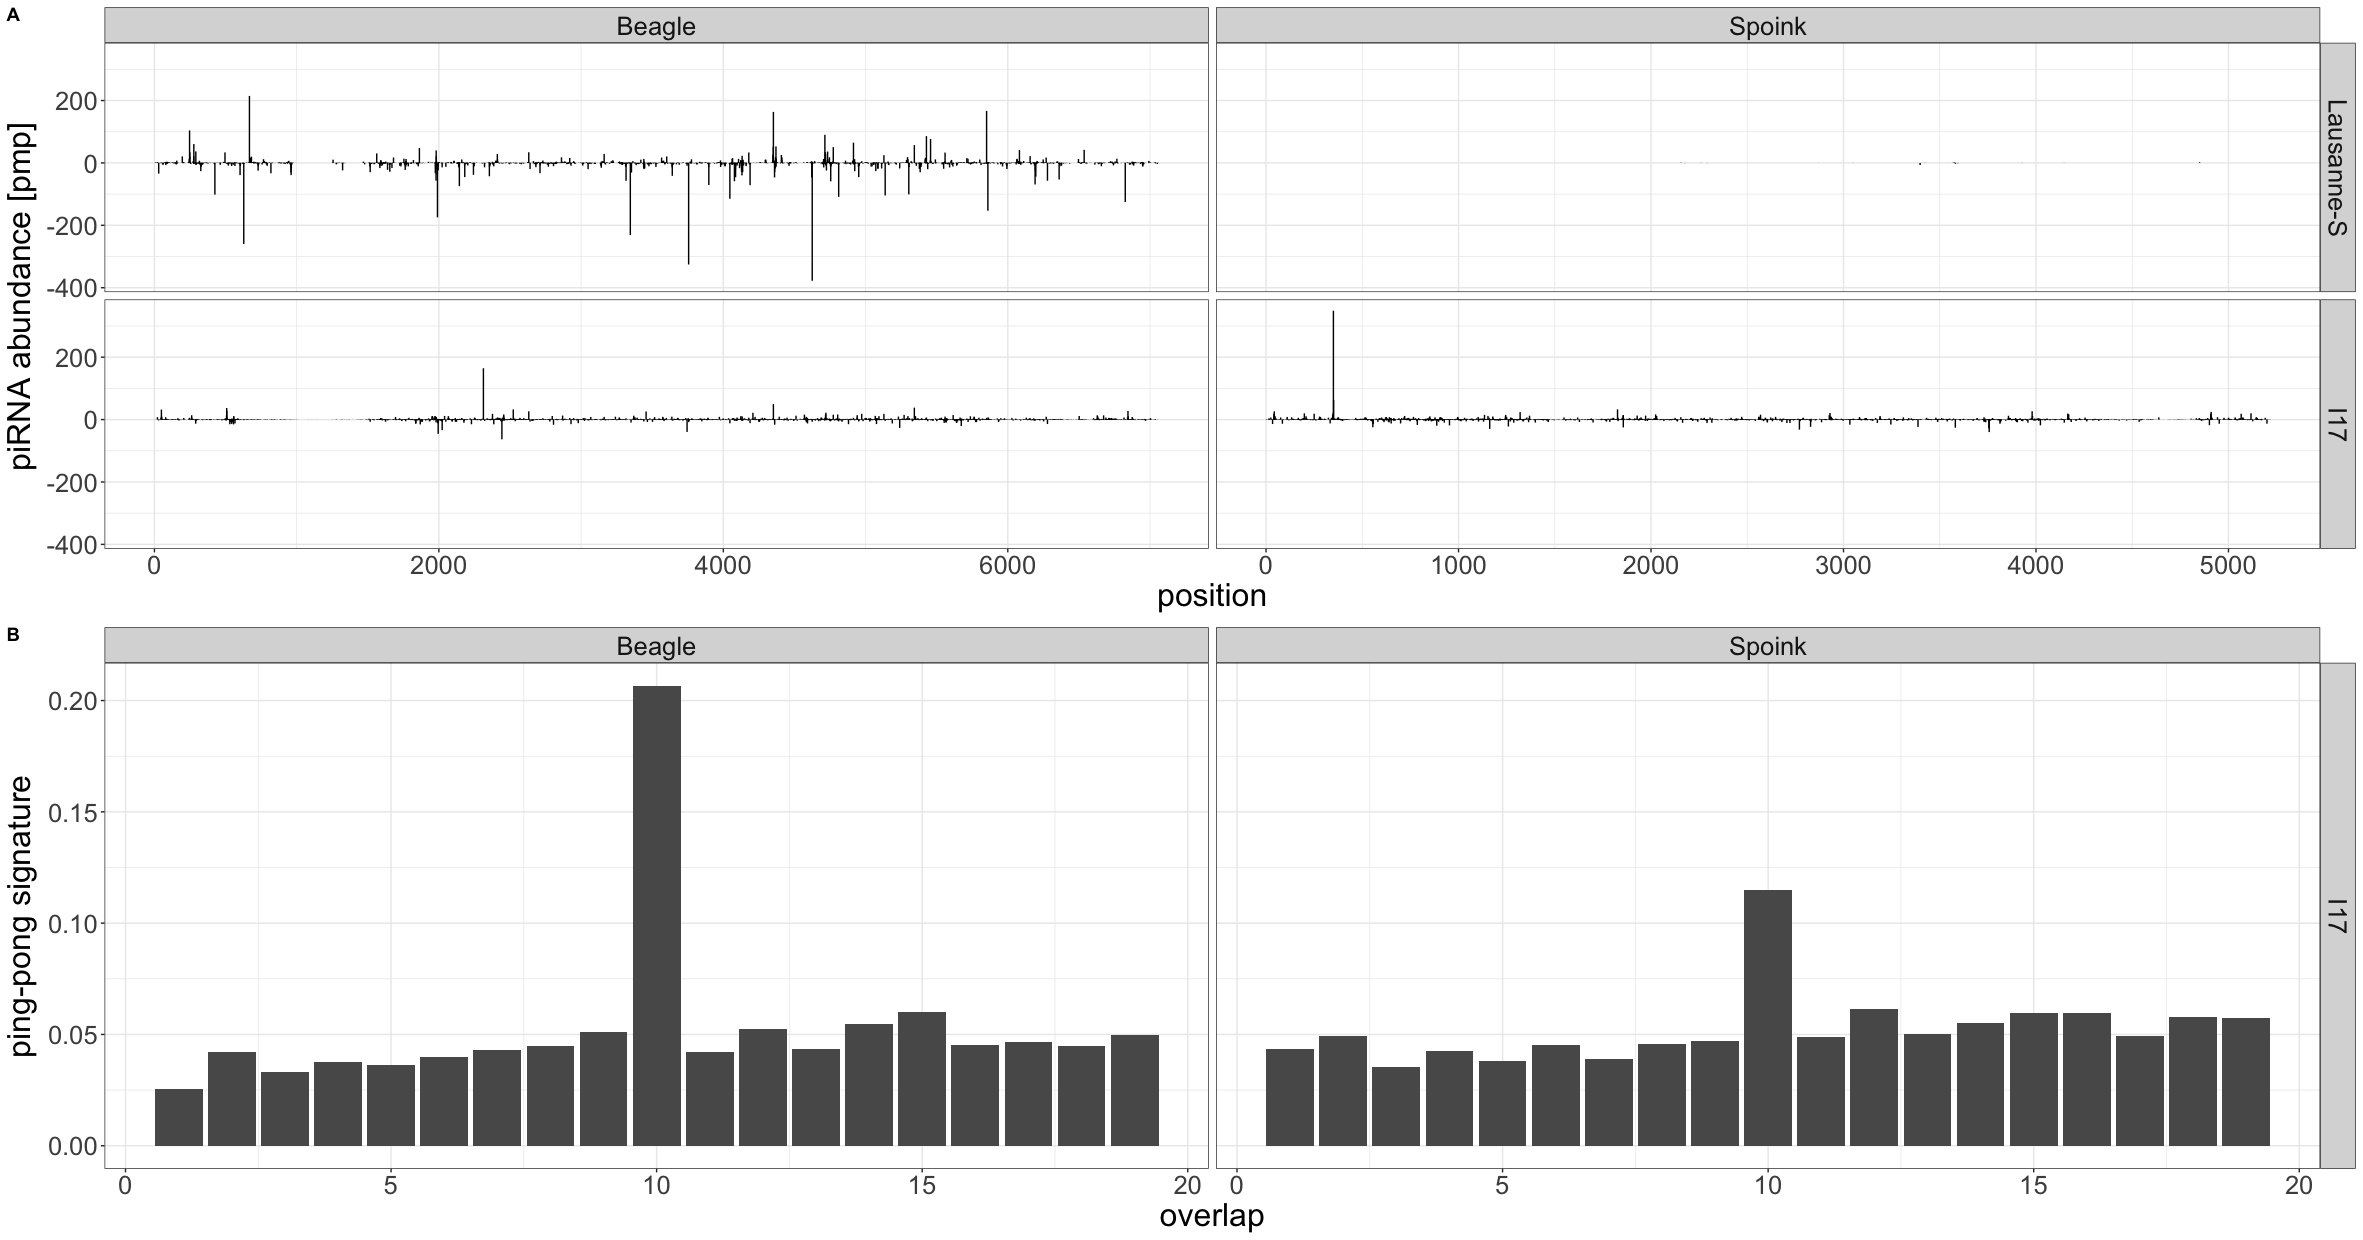 A
Beagle
Spoink
piRNA abundance [pmp]
200
0
-200
-400
Lausanne-S
200
0
-200
-400
I17
0 2000 4000 6000
0 1000 2000 3000 4000 5000
position
B
Beagle
Spoink
ping-pong signature
0.20
0.15
0.10
0.05
0.00
I17
0 5 10 15 20
0 5 10 15 20
overlap